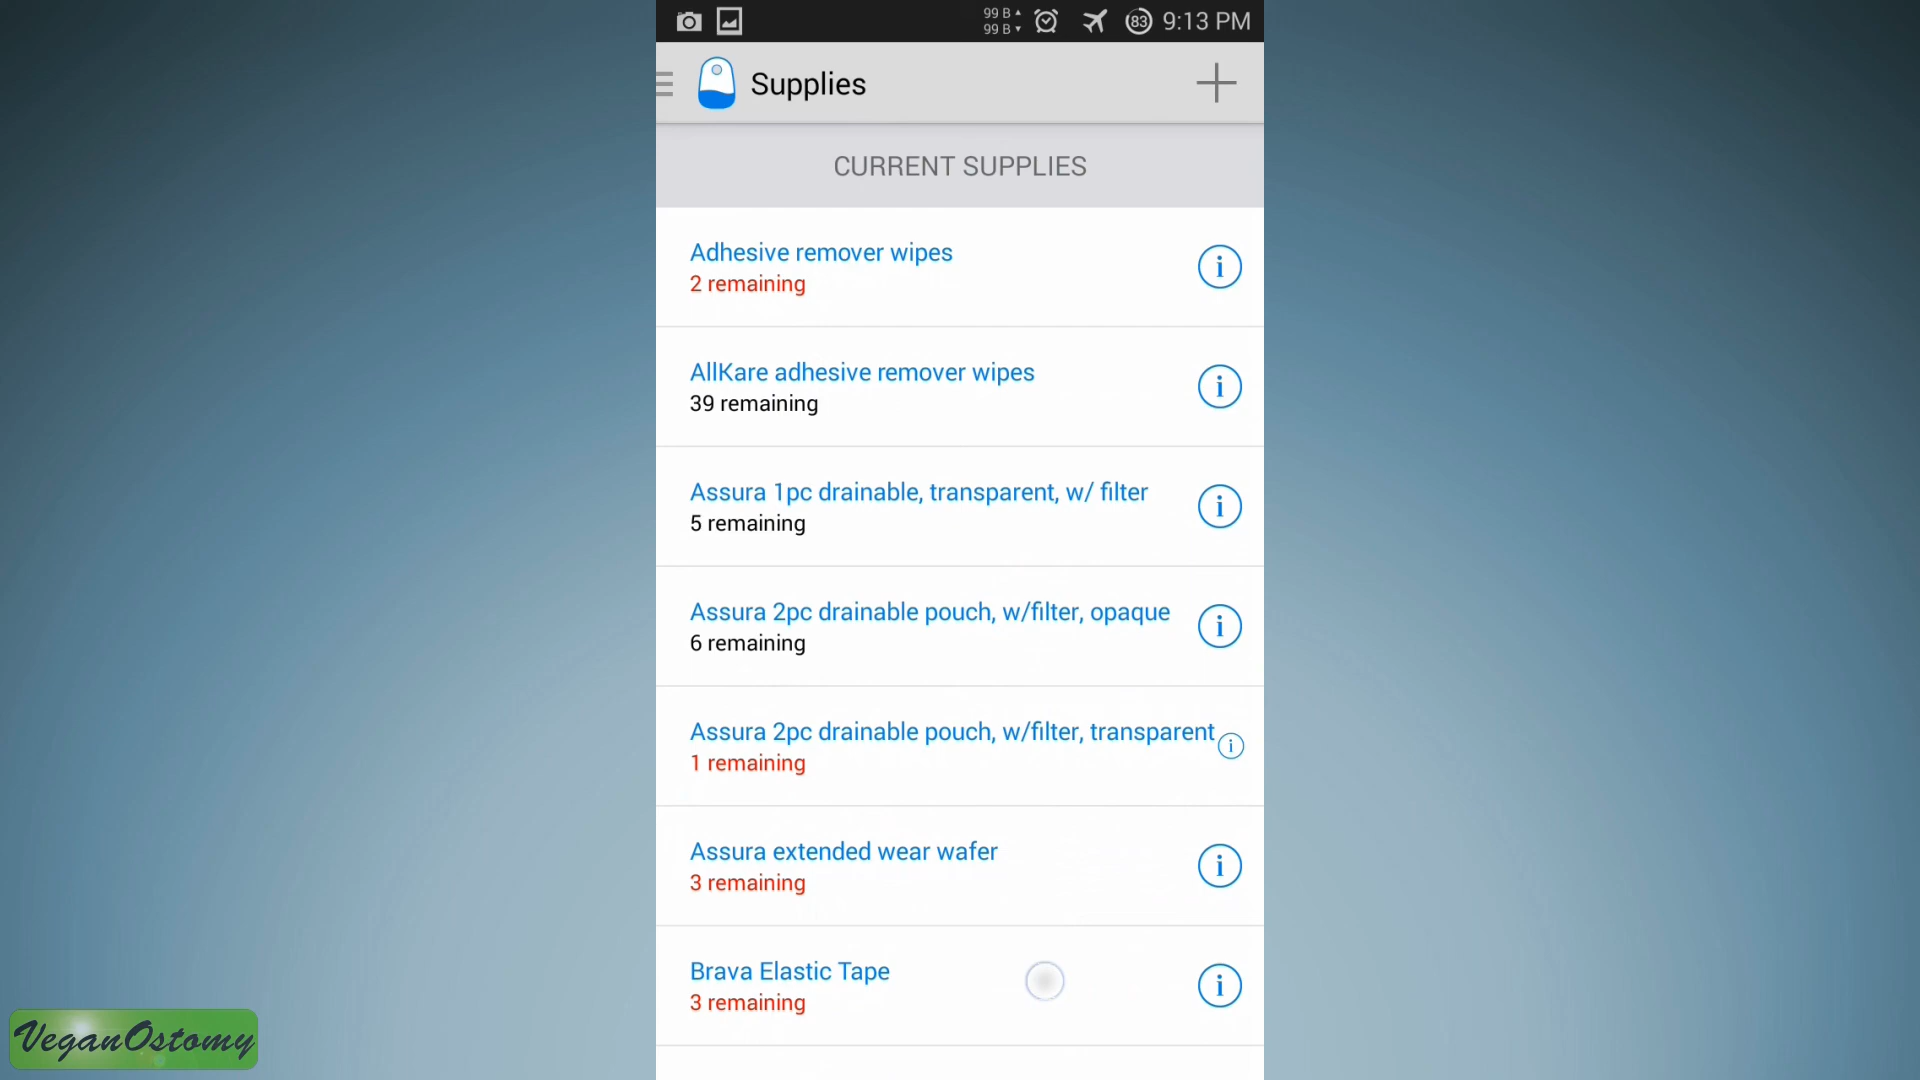 99 B
99 B
83
9:13 PM
Supplies
CURRENT SUPPLIES
Adhesive remover wipes
2 remaining
AllKare adhesive remover wipes
39 remaining
Assura 1pc drainable, transparent, w/ filter
5 remaining
Assura 2pc drainable pouch, w/filter, opaque
6 remaining
Assura 2pc drainable pouch, w/filter, transparent
1 remaining
Assura extended wear wafer
3 remaining
Brava Elastic Tape
3 remaining
VeganOstomy